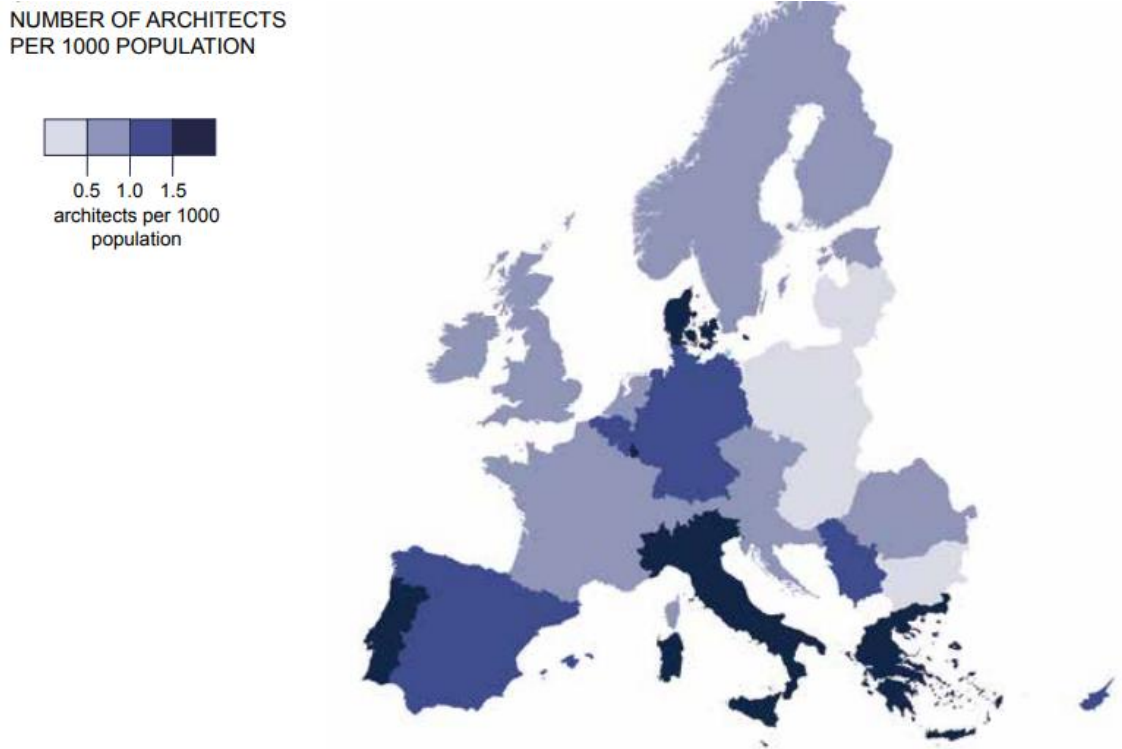 NUMBER OF ARCHITECTS
PER 1000 POPULATION
0.5 1.0 1.5
architects per 1000
population